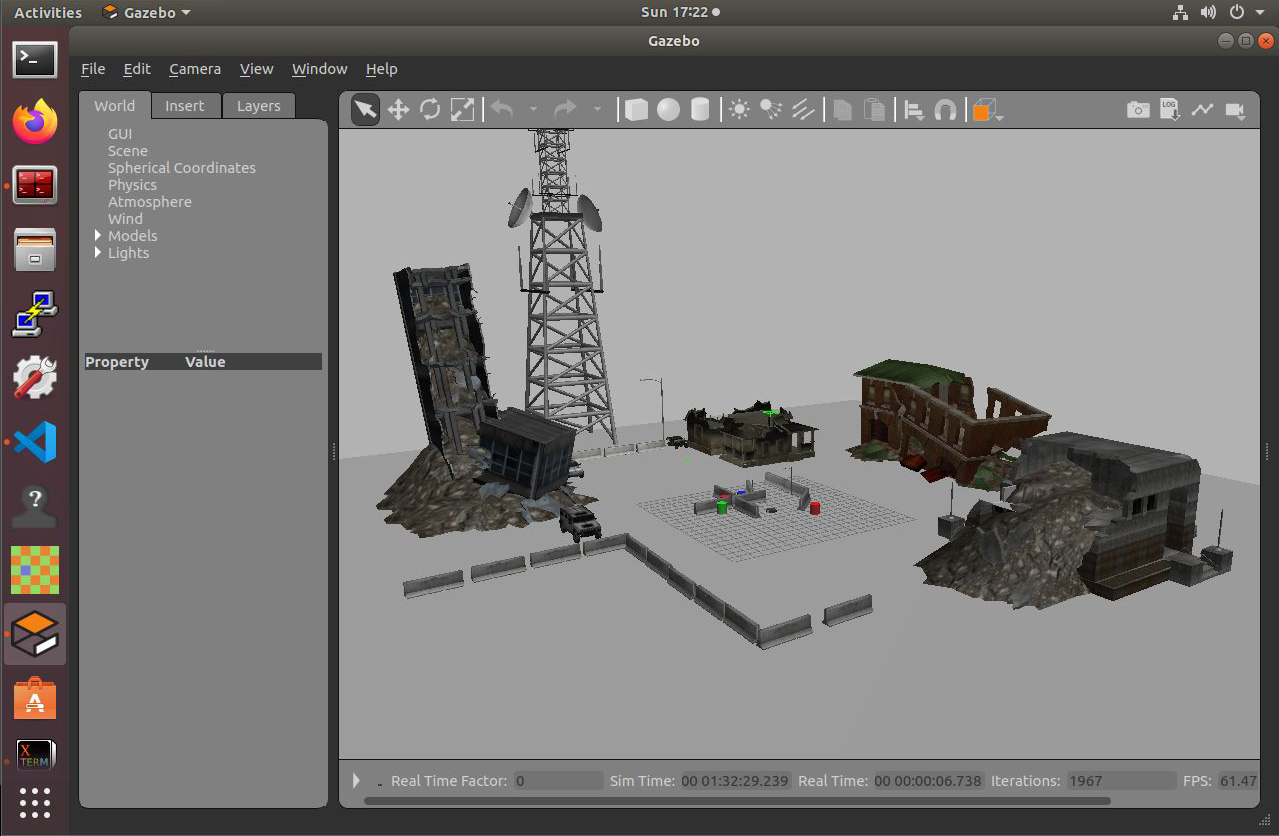 Activities Gazebo Sun 17:22
Gazebo
File Edit Camera View Window Help
World Insert Layers
LOG
GUI
Scene
Spherical Coordinates
Physics
Atmosphere
Wind
Models
Lights
Property Value
?
A
X
TERM
Real Time Factor: 0 Sim Time: 00 01:32:29.239 Real Time: 00 00:00:06.738 Iterations: 1967 FPS: 61.47